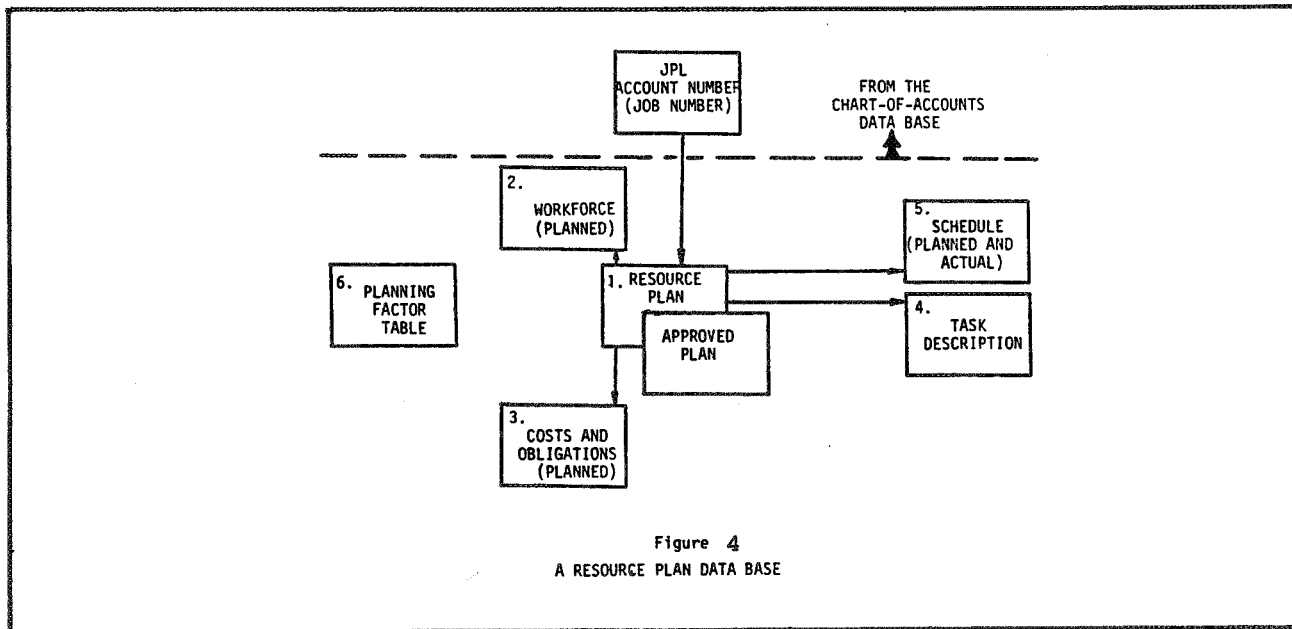 JPL
ACCOUNT NUMBER
(JOB NUMBER)
FROM THE
CHART-OF-ACCOUNTS
DATA BASE
2.
WORKFORCE
(PLANNED)
5.
SCHEDULE
(PLANNED AND
ACTUAL)
6.
PLANNING
FACTOR
TABLE
1. RESOURCE
PLAN
APPROVED
PLAN
4.
TASK
DESCRIPTION
3.
COSTS AND
OBLIGATIONS
(PLANNED)
Figure 4
A RESOURCE PLAN DATA BASE